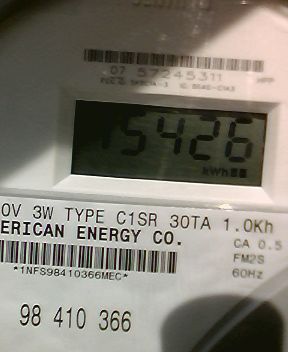 07 57245311
15426
kWh
0V 3W TYPE C1SR 30TA 1.0Kh
ERICAN ENERGY CO.
CA 0.5
FM2S
60Hz
*1NFS98410366MEC*
98 410 366